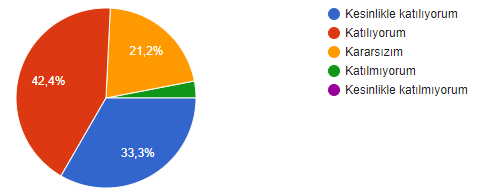 Kesinlikle katılıyorum
Katılıyorum
Kararsızım
Katılmıyorum
Kesinlikle katılmıyorum
21,2%
42,4%
33,3%